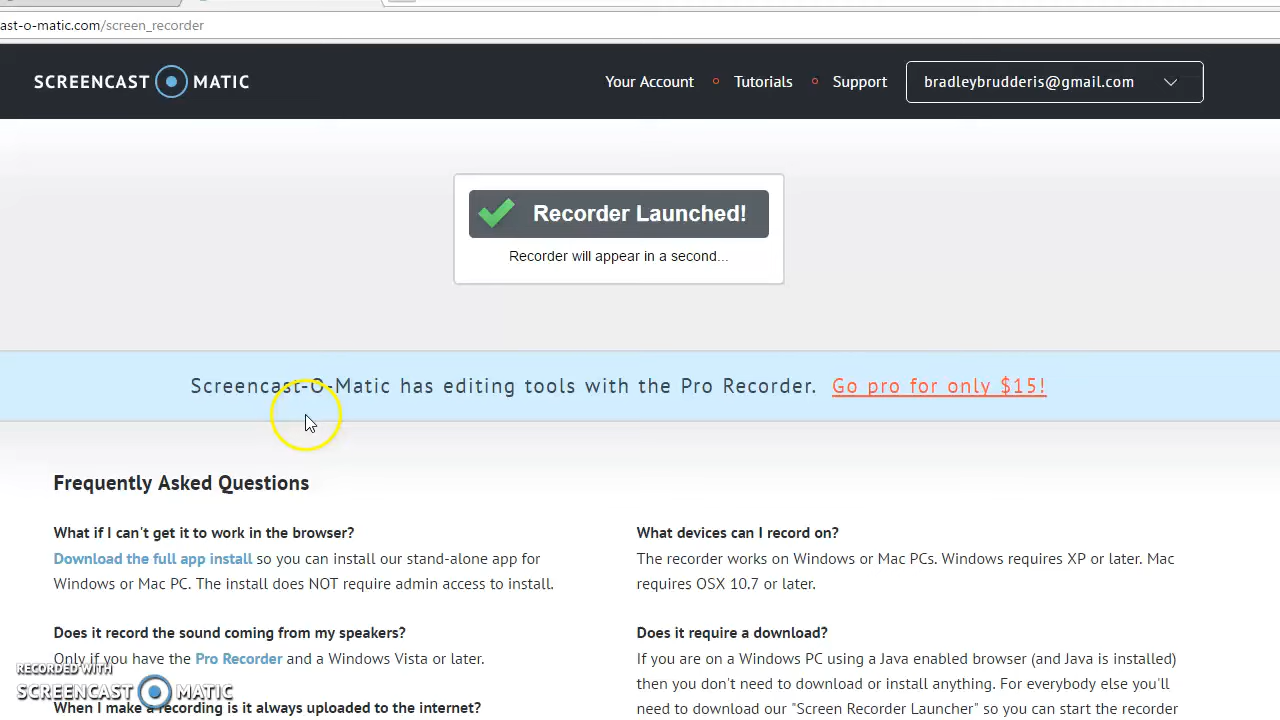 ast-o-matic.com/screen_recorder
SCREENCAST MATIC
Your Account Tutorials Support bradleybrudderis@gmail.com
Recorder Launched!
Recorder will appear in a second...
Screencast-O-Matic has editing tools with the Pro Recorder. Go pro for only $15!
Frequently Asked Questions
What if I can't get it to work in the browser?
Download the full app install so you can install our stand-alone app for
Windows or Mac PC. The install does NOT require admin access to install.
Does it record the sound coming from my speakers?
Only if you have the Pro Recorder and a Windows Vista or later.
When I make a recording is it always uploaded to the internet?
What devices can I record on?
The recorder works on Windows or Mac PCs. Windows requires XP or later. Mac
requires OSX 10.7 or later.
Does it require a download?
If you are on a Windows PC using a Java enabled browser (and Java is installed)
then you don't need to download or install anything. For everybody else you'll
need to download our "Screen Recorder Launcher" so you can start the recorder
RECORDED WITH
SCREENCAST MATIC